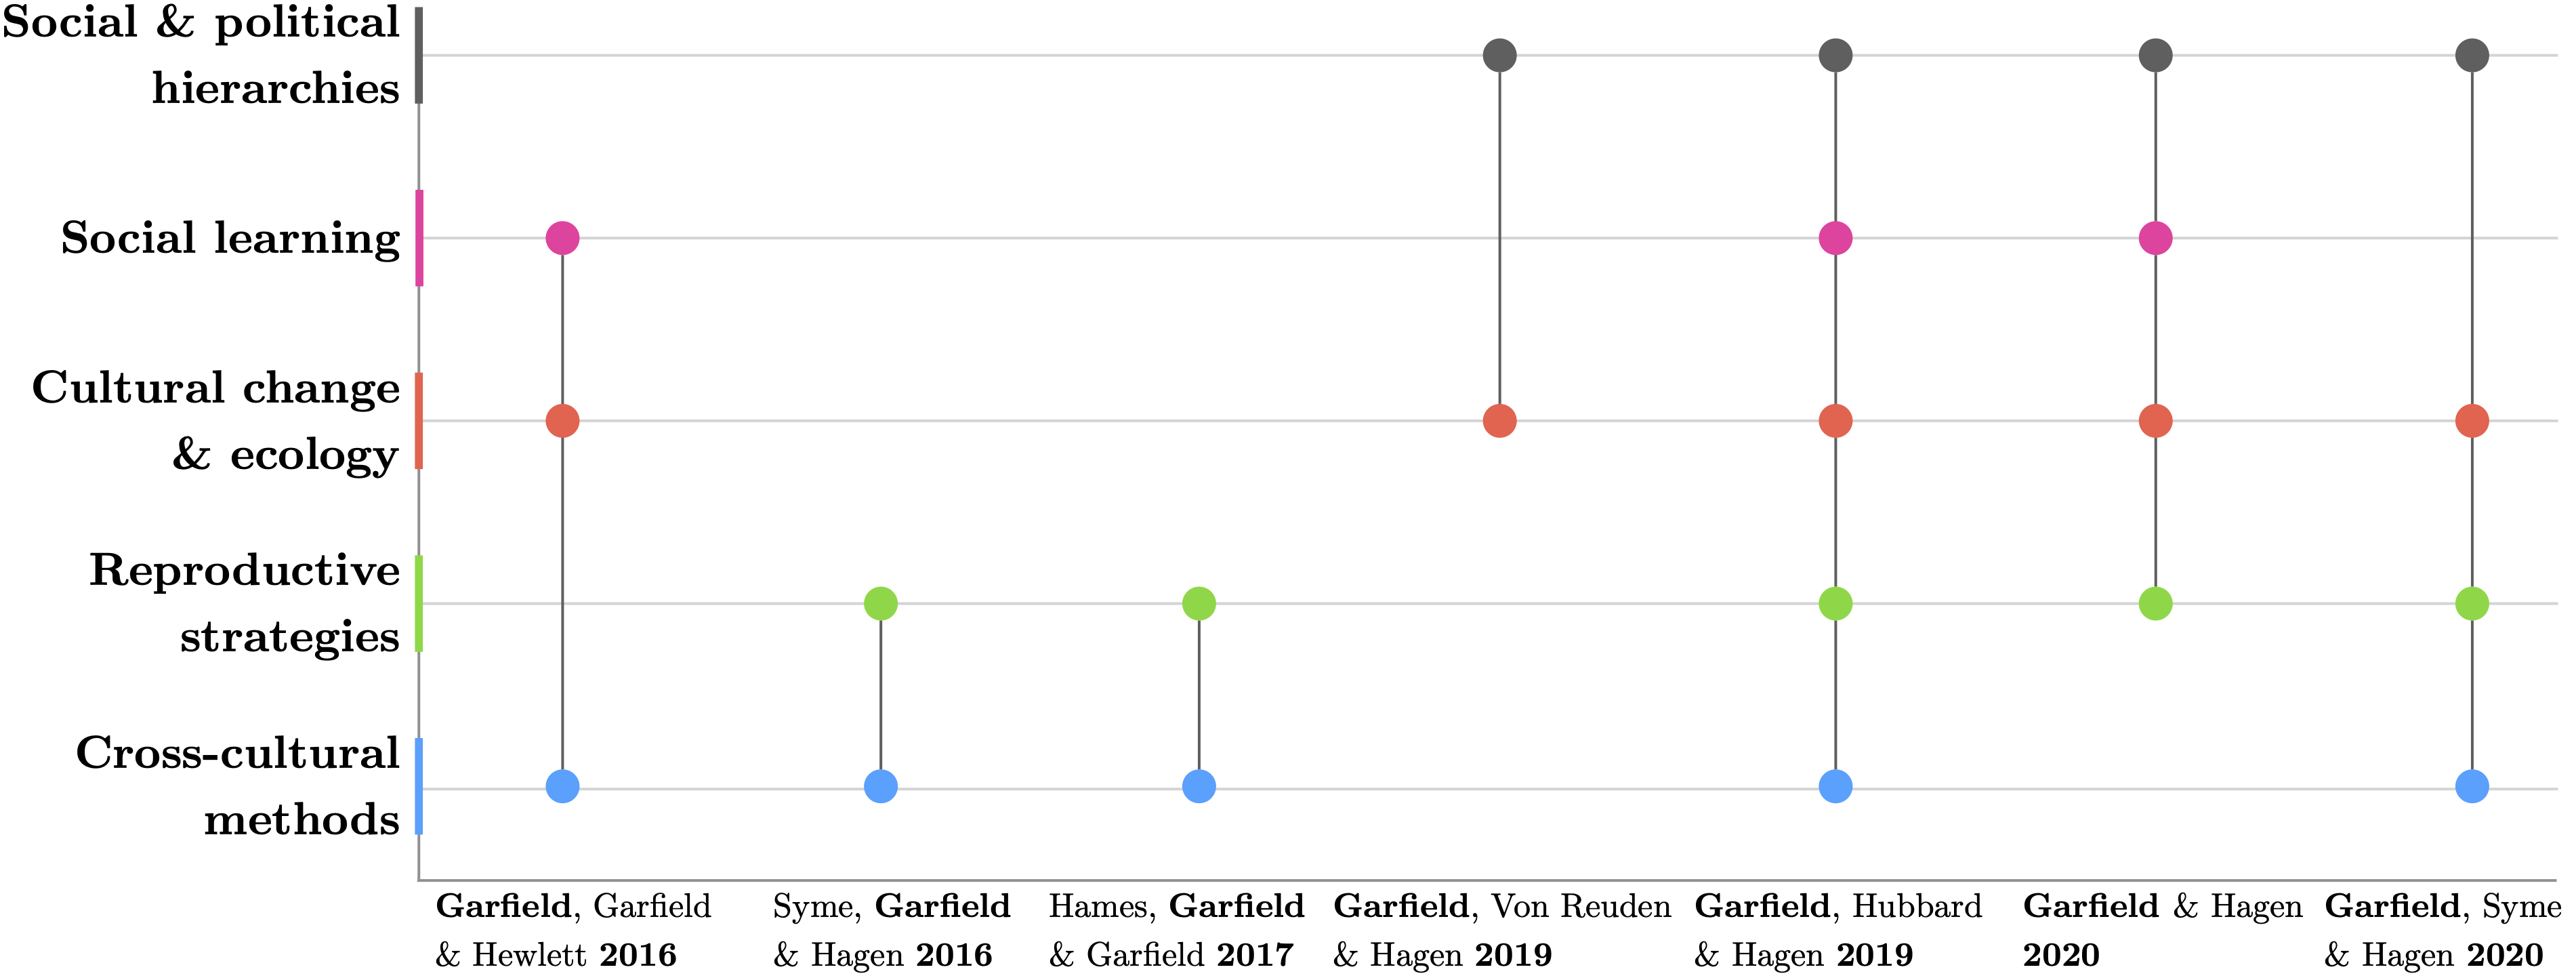 Social & political
hierarchies
Social learning
Cultural change
& ecology
Reproductive
strategies
Cross-cultural
methods
Garfield, Garfield
& Hewlett 2016
Syme, Garfield
& Hagen 2016
Hames, Garfield
& Garfield 2017
Garfield, Von Reuden
& Hagen 2019
Garfield, Hubbard
& Hagen 2019
Garfield & Hagen
2020
Garfield, Syme
& Hagen 2020